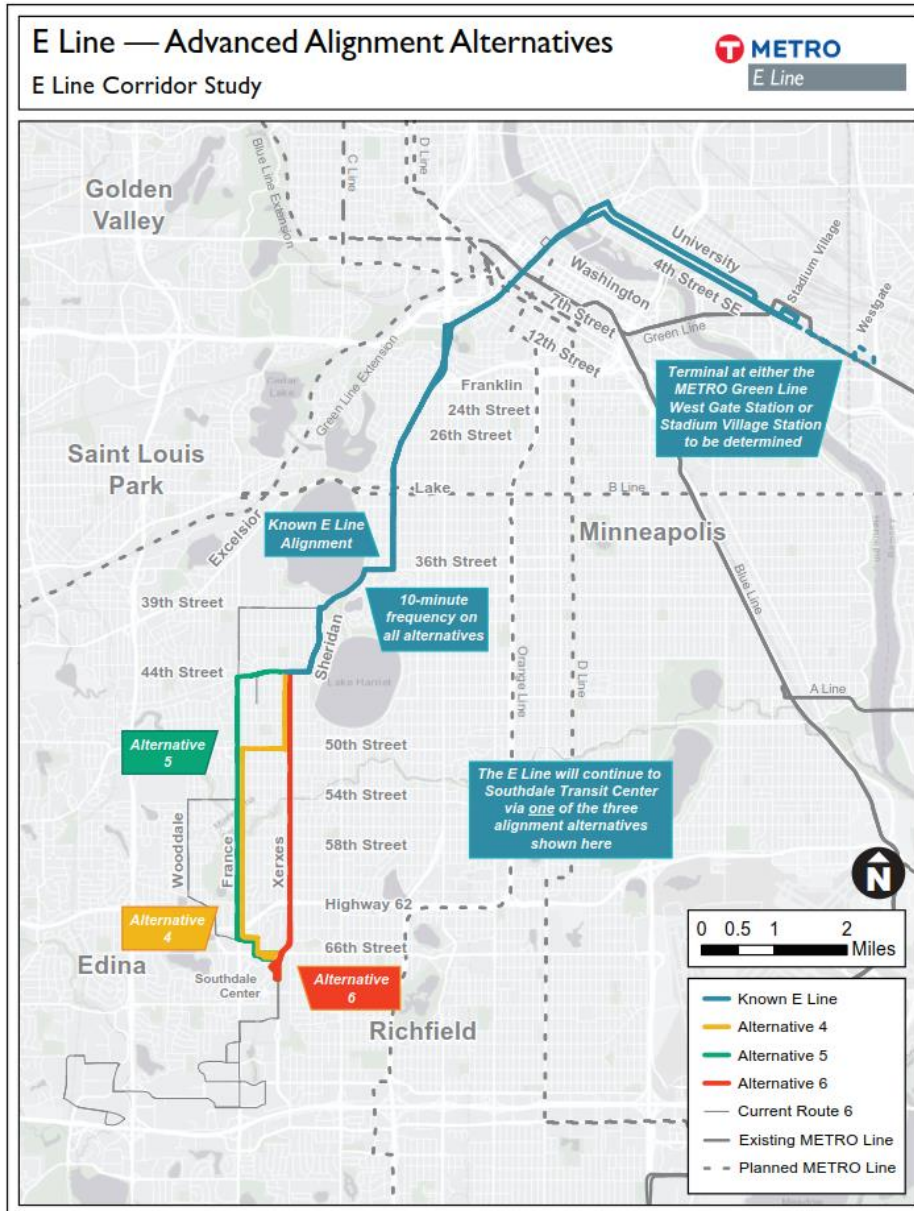 E Line — Advanced Alignment Alternatives
E Line Corridor Study
T METRO
E Line
Golden
Valley
Blue Line Extension
C Line
D Line
University
4th Street SE
Stadium Village
Westgate
Washington
7th Street
12th Street
Green Line
Green Line Extension
Cedar
Lake
Franklin
24th Street
26th Street
Terminal at either the
METRO Green Line
West Gate Station or
Stadium Village Station
to be determined
Saint Louis
Park
Lake
B Line
Excelsior
Known E Line
Alignment
Minneapolis
36th Street
Blue Line
39th Street
10-minute
frequency on
all alternatives
Sheridan
44th Street
Lake Harriet
Orange Line
D Line
A Line
Alternative
5
50th Street
54th Street
The E Line will continue to
Southdale Transit Center
via one of the three
alignment alternatives
shown here
Wooddale
France
Xerxes
58th Street
N
Highway 62
Alternative
4
66th Street
Edina
Southdale
Center
Alternative
6
Richfield
0 0.5 1 2
Miles
Known E Line
Alternative 4
Alternative 5
Alternative 6
Current Route 6
Existing METRO Line
Planned METRO Line